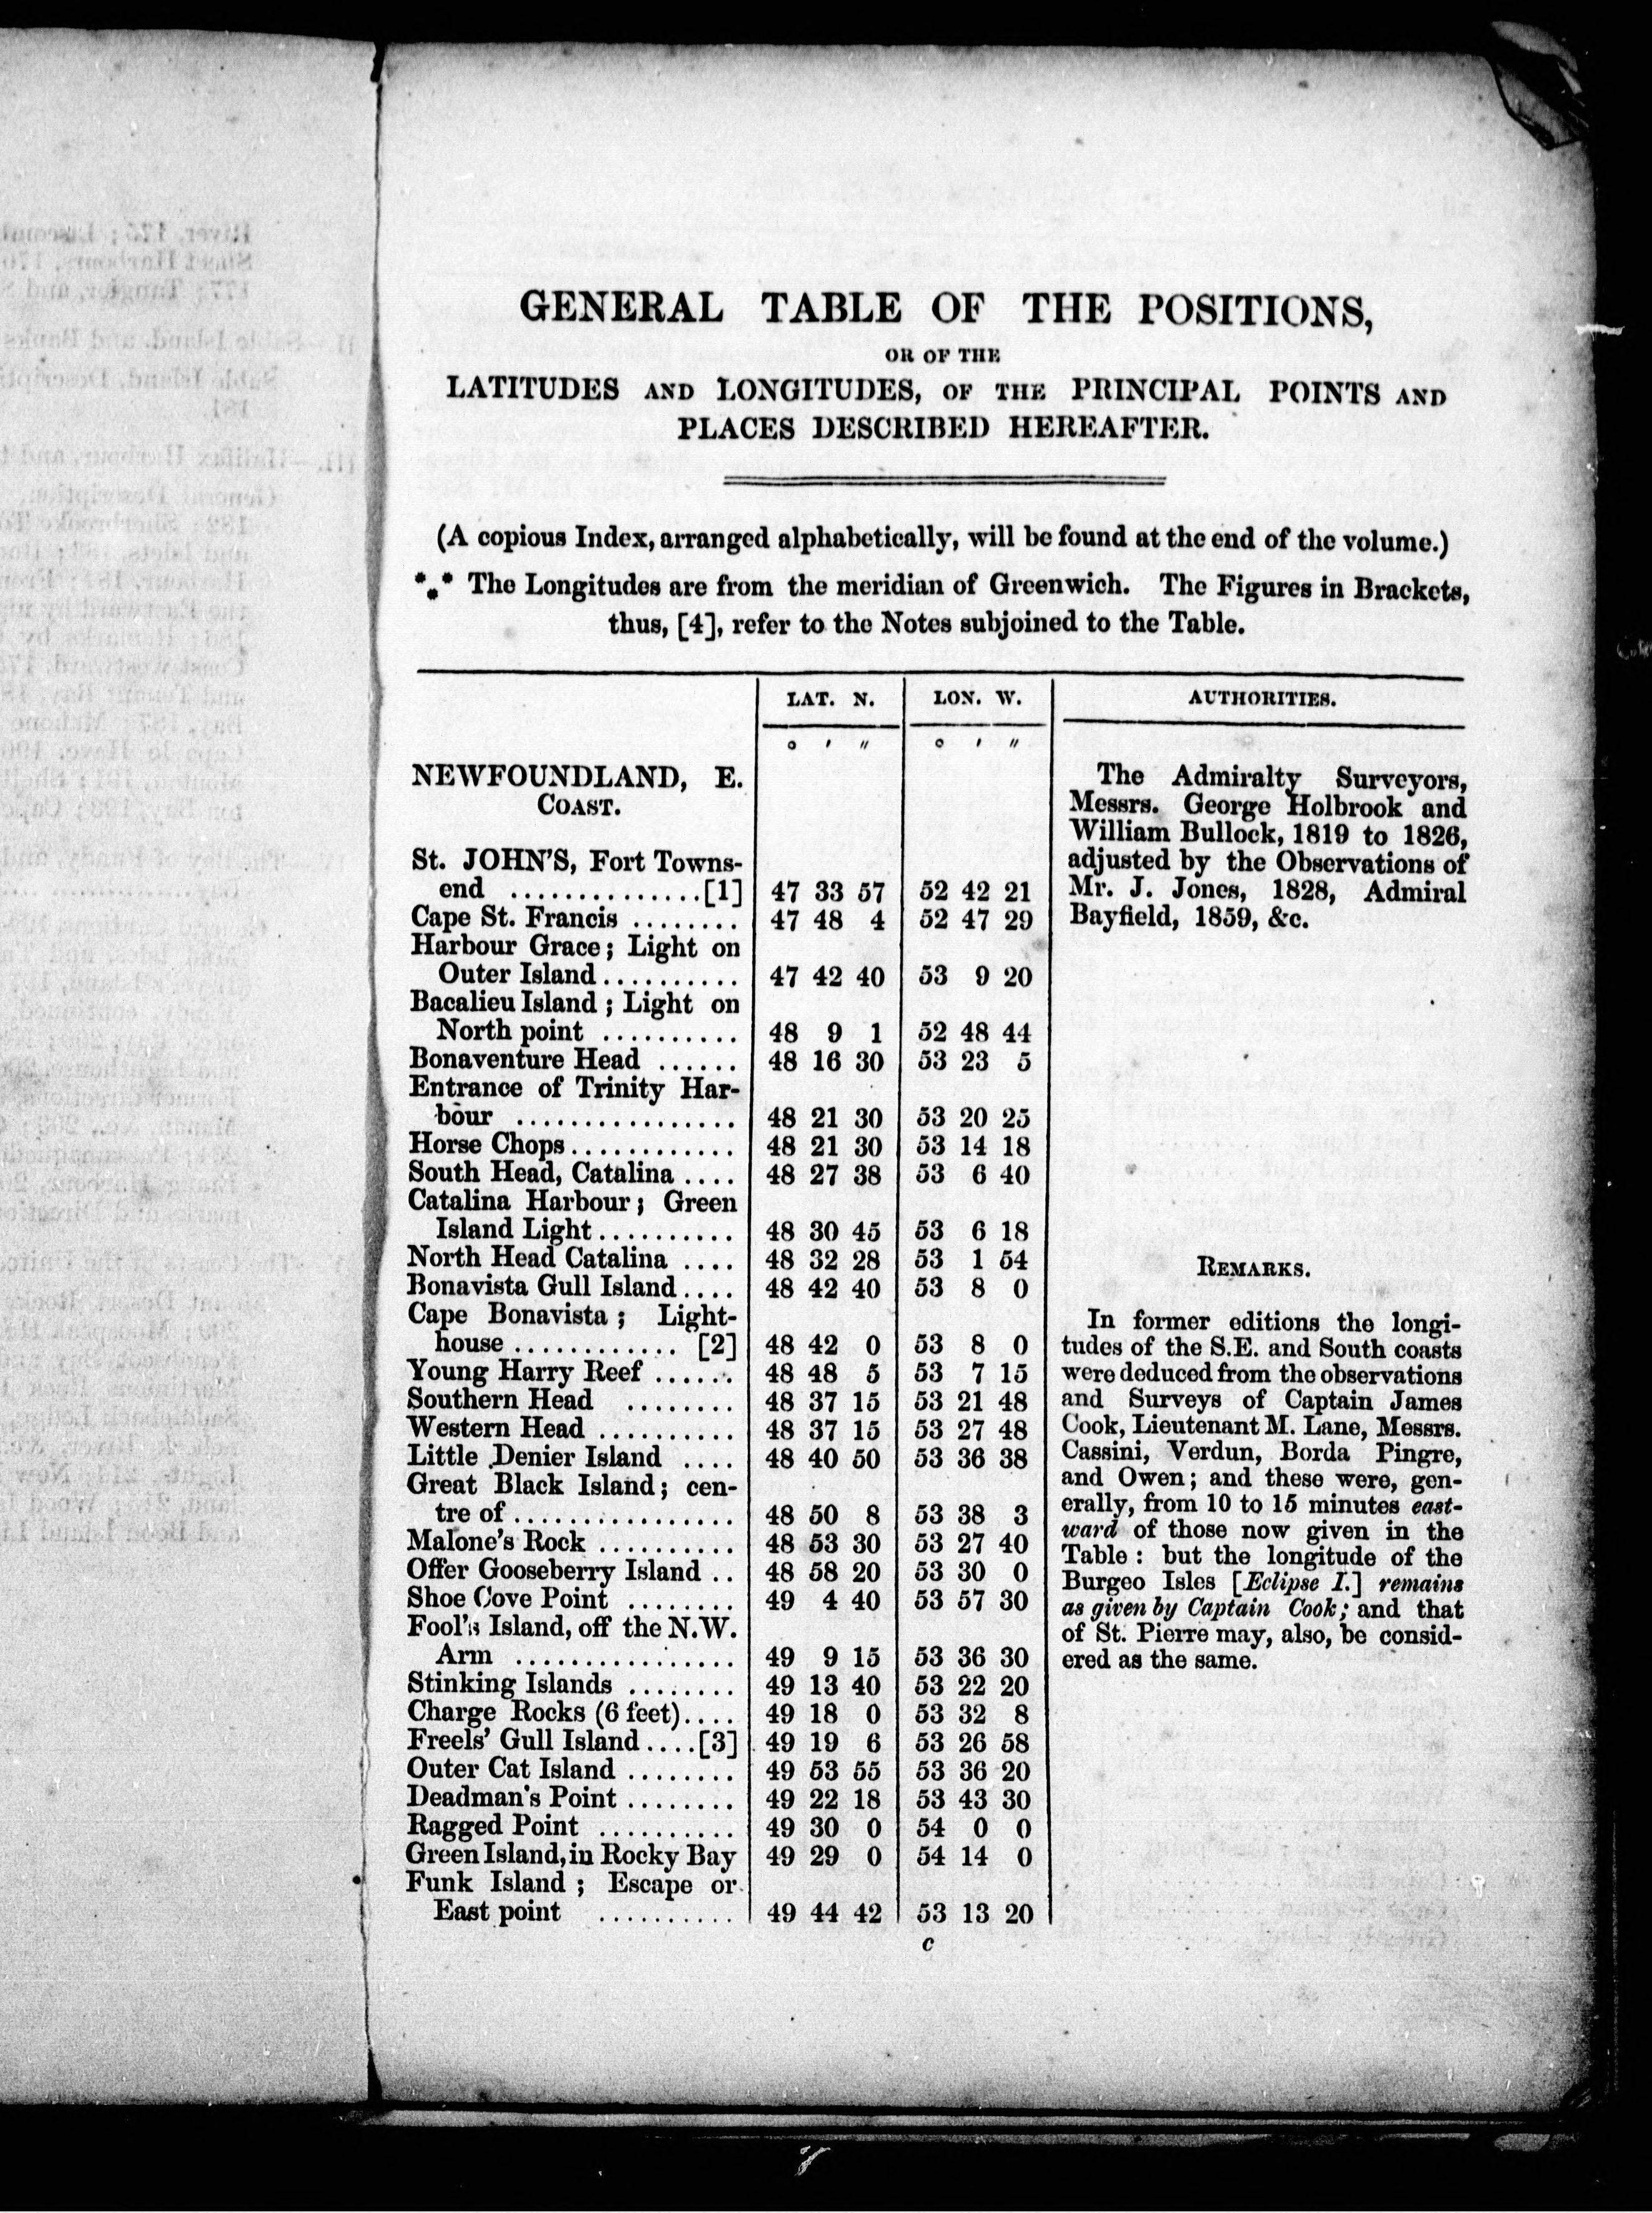 GENERAL TABLE OF THE POSITIONS,
OR OF THE
LATITUDES AND LONGITUDES, OF THE PRINCIPAL POINTS AND
PLACES DESCRIBED HEREAFTER.
(A copious Index, arranged alphabetically, will be found at the end of the volume.)
*** The Longitudes are from the meridian of Greenwich. The Figures in Brackets,
thus, [4], refer to the Notes subjoined to the Table.
LAT. N. LON. W. AUTHORITIES.
° ′ ″ ° ′ ″
NEWFOUNDLAND, E.
COAST.
St. JOHN'S, Fort Towns-
end ............... [1] 47 33 57 52 42 21
Cape St. Francis ........ 47 48 4 52 47 29
Harbour Grace; Light on
Outer Island.......... 47 42 40 53 9 20
Bacalieu Island; Light on
North point .......... 48 9 1 52 48 44
Bonaventure Head ...... 48 16 30 53 23 5
Entrance of Trinity Har-
bour ................ 48 21 30 53 20 25
Horse Chops............ 48 21 30 53 14 18
South Head, Catalina .... 48 27 38 53 6 40
Catalina Harbour; Green
Island Light.......... 48 30 45 53 6 18
North Head Catalina .... 48 32 28 53 1 54
Bonavista Gull Island.... 48 42 40 53 8 0
Cape Bonavista; Light-
house ............ [2] 48 42 0 53 8 0
Young Harry Reef ...... 48 48 5 53 7 15
Southern Head ........ 48 37 15 53 21 48
Western Head .......... 48 37 15 53 27 48
Little Denier Island .... 48 40 50 53 36 38
Great Black Island; cen-
tre of ................ 48 50 8 53 38 3
Malone's Rock .......... 48 53 30 53 27 40
Offer Gooseberry Island .. 48 58 20 53 30 0
Shoe Cove Point ........ 49 4 40 53 57 30
Fool's Island, off the N.W.
Arm ................ 49 9 15 53 36 30
Stinking Islands ........ 49 13 40 53 22 20
Charge Rocks (6 feet).... 49 18 0 53 32 8
Freels' Gull Island....[3] 49 19 6 53 26 58
Outer Cat Island ........ 49 53 55 53 36 20
Deadman's Point ........ 49 22 18 53 43 30
Ragged Point .......... 49 30 0 54 0 0
Green Island, in Rocky Bay 49 29 0 54 14 0
Funk Island; Escape or
East point .......... 49 44 42 53 13 20
The Admiralty Surveyors,
Messrs. George Holbrook and
William Bullock, 1819 to 1826,
adjusted by the Observations of
Mr. J. Jones, 1828, Admiral
Bayfield, 1859, &c.
REMARKS.
In former editions the longi-
tudes of the S.E. and South coasts
were deduced from the observations
and Surveys of Captain James
Cook, Lieutenant M. Lane, Messrs.
Cassini, Verdun, Borda Pingre,
and Owen; and these were, gen-
erally, from 10 to 15 minutes east-
ward of those now given in the
Table: but the longitude of the
Burgeo Isles [Eclipse I.] remains
as given by Captain Cook; and that
of St. Pierre may, also, be consid-
ered as the same.
c